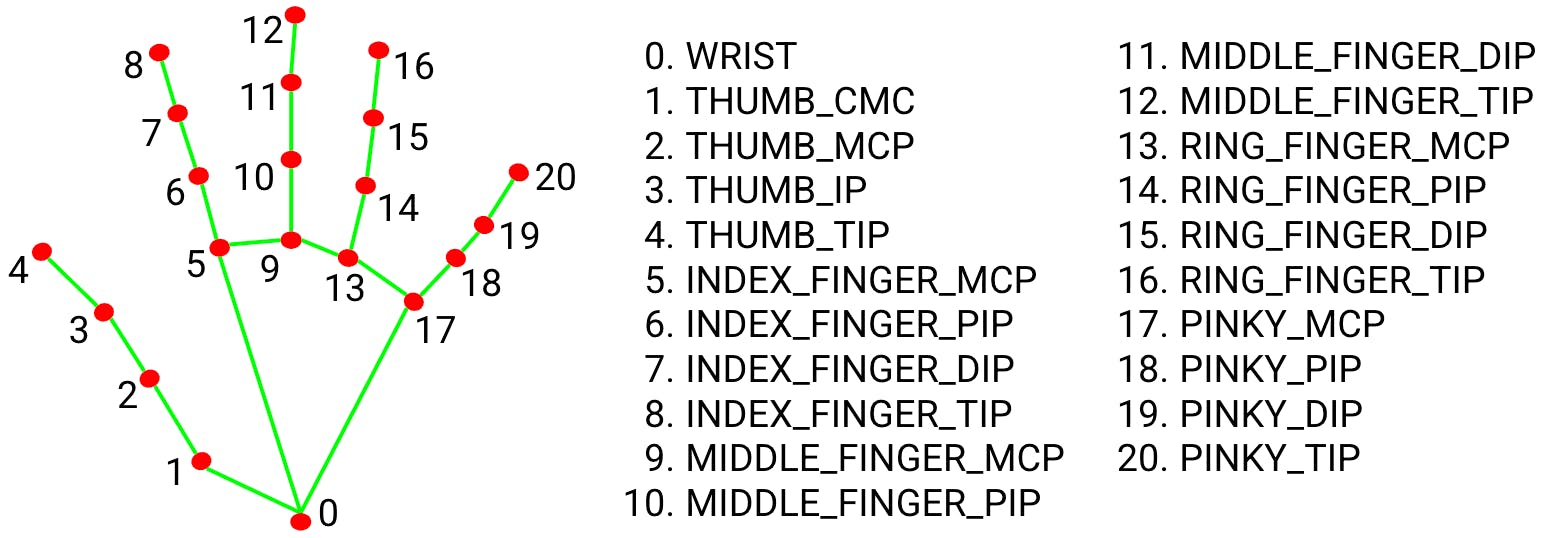 12
8
16
11
7
15
10
20
6
14
19
5
9
4
18
13
3
17
2
1
0
0. WRIST
1. THUMB_CMC
2. THUMB_MCP
3. THUMB_IP
4. THUMB_TIP
5. INDEX_FINGER_MCP
6. INDEX_FINGER_PIP
7. INDEX_FINGER_DIP
8. INDEX_FINGER_TIP
9. MIDDLE_FINGER_MCP
10. MIDDLE_FINGER_PIP
11. MIDDLE_FINGER_DIP
12. MIDDLE_FINGER_TIP
13. RING_FINGER_MCP
14. RING_FINGER_PIP
15. RING_FINGER_DIP
16. RING_FINGER_TIP
17. PINKY_MCP
18. PINKY_PIP
19. PINKY_DIP
20. PINKY_TIP